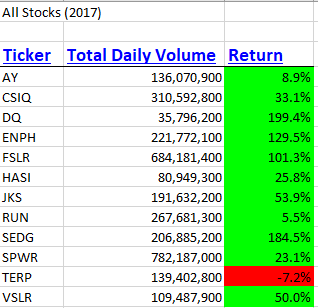 All Stocks (2017)
Ticker Total Daily Volume Return
AY 136,070,900 8.9%
CSIQ 310,592,800 33.1%
DQ 35,796,200 199.4%
ENPH 221,772,100 129.5%
FSLR 684,181,400 101.3%
HASI 80,949,300 25.8%
JKS 191,632,200 53.9%
RUN 267,681,300 5.5%
SEDG 206,885,200 184.5%
SPWR 782,187,000 23.1%
TERP 139,402,800 -7.2%
VSLR 109,487,900 50.0%